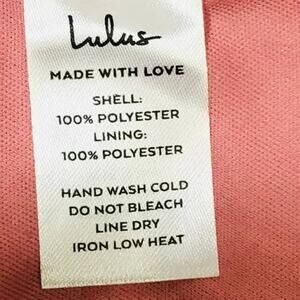 Lulus
MADE WITH LOVE
SHELL:
100% POLYESTER
LINING:
100% POLYESTER
HAND WASH COLD
DO NOT BLEACH
LINE DRY
IRON LOW HEAT